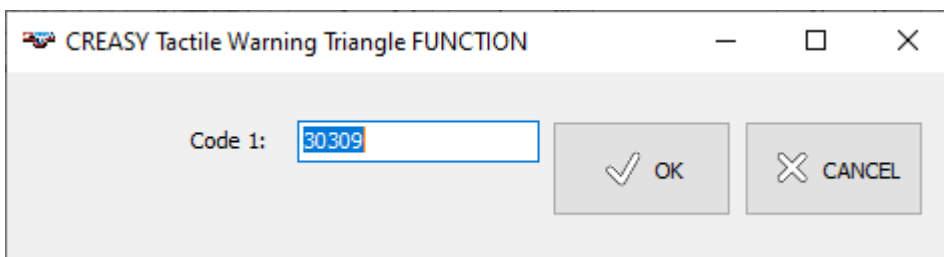 CREASY Tactile Warning Triangle FUNCTION
Code 1: 30309 OK CANCEL